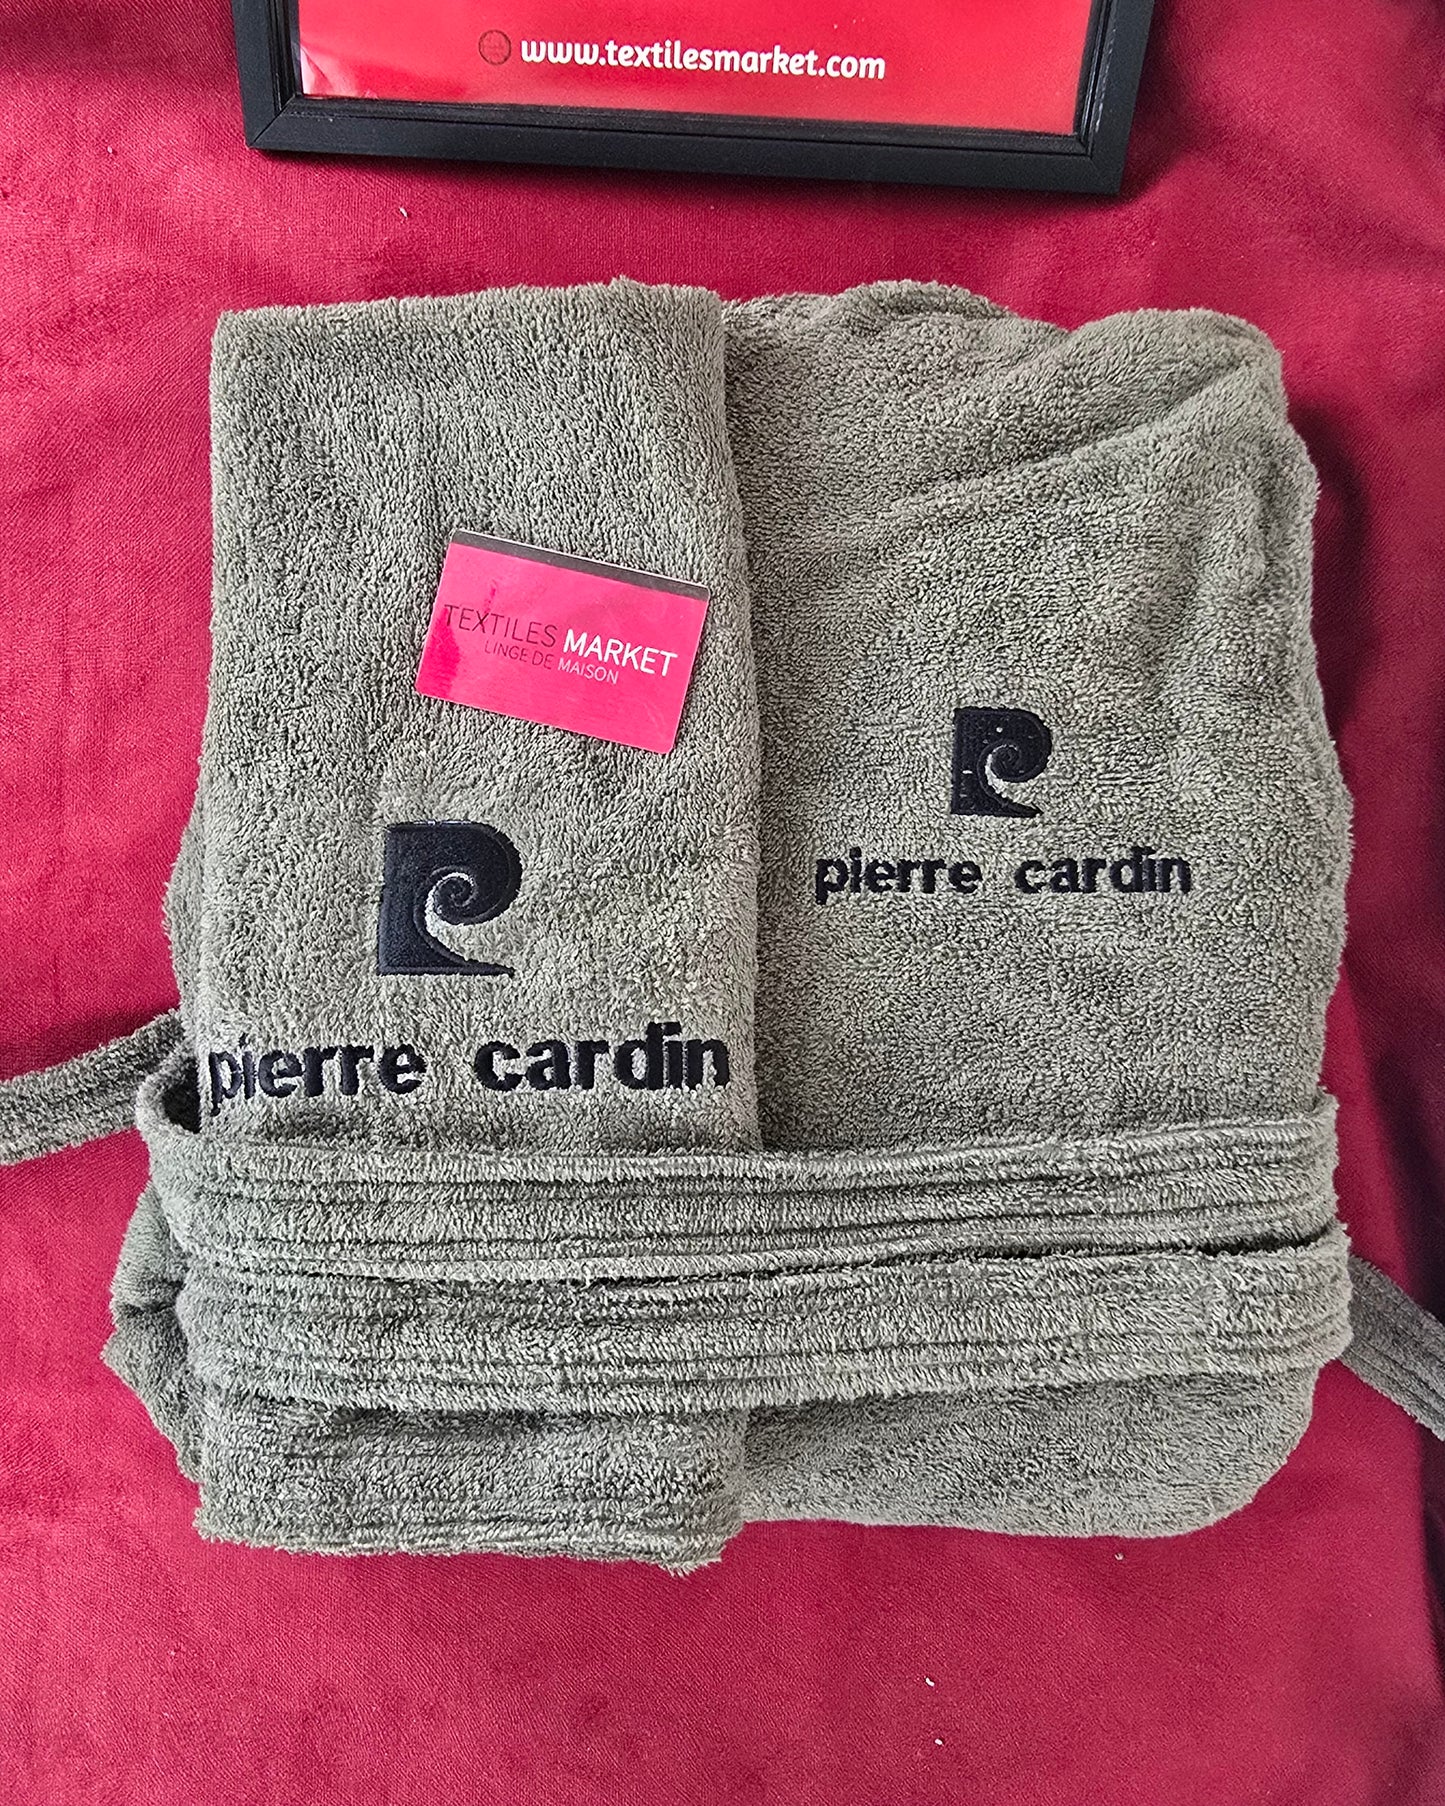 www.textilesmarket.com
TEXTILES MARKET
LINGE DE MAISON
pierre cardin
pierre cardin